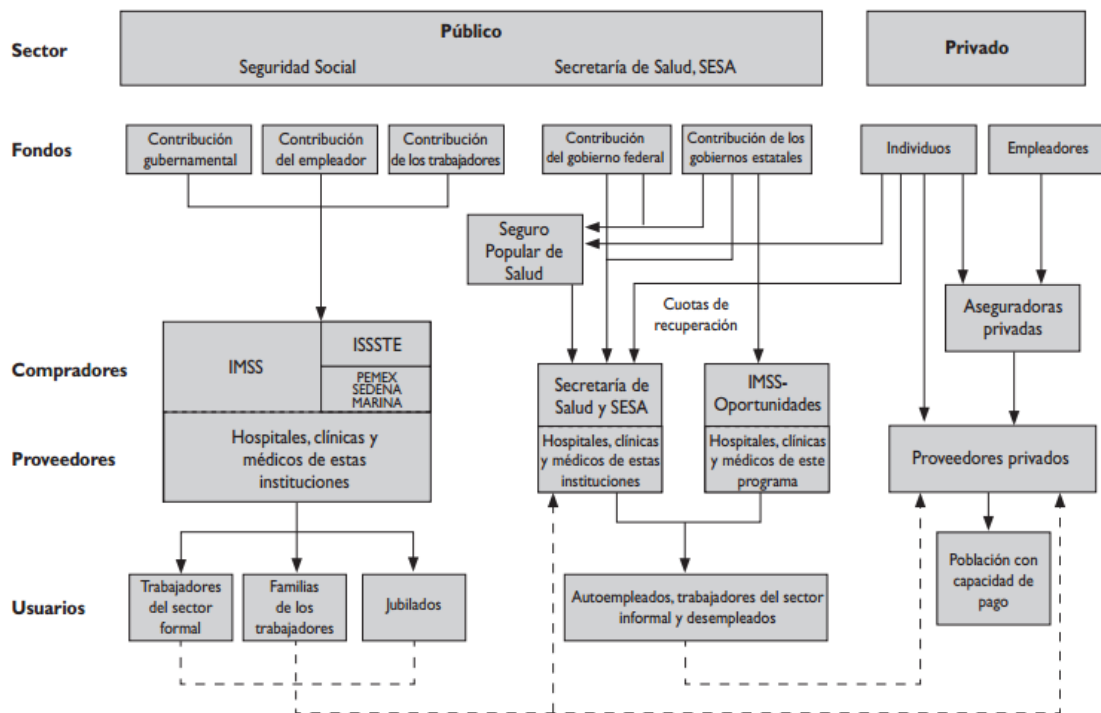 Sector
Público
Seguridad Social
Secretaría de Salud, SESA
Privado
Fondos
Contribución
gubernamental
Contribución
del empleador
Contribución
de los trabajadores
Contribución
del gobierno federal
Contribución de los
gobiernos estatales
Individuos
Empleadores
Seguro
Popular de
Salud
Cuotas de
recuperación
Aseguradoras
privadas
Compradores
IMSS
ISSSTE
PEMEX
SEDENA
MARINA
Secretaría de
Salud y SESA
IMSS-
Oportunidades
Proveedores
Hospitales, clínicas y
médicos de estas
instituciones
Hospitales, clínicas
y médicos de estas
instituciones
Hospitales, clínicas
y médicos de este
programa
Proveedores privados
Usuarios
Trabajadores
del sector
formal
Familias
de los
trabajadores
Jubilados
Autoempleados, trabajadores del sector
informal y desempleados
Población con
capacidad de
pago